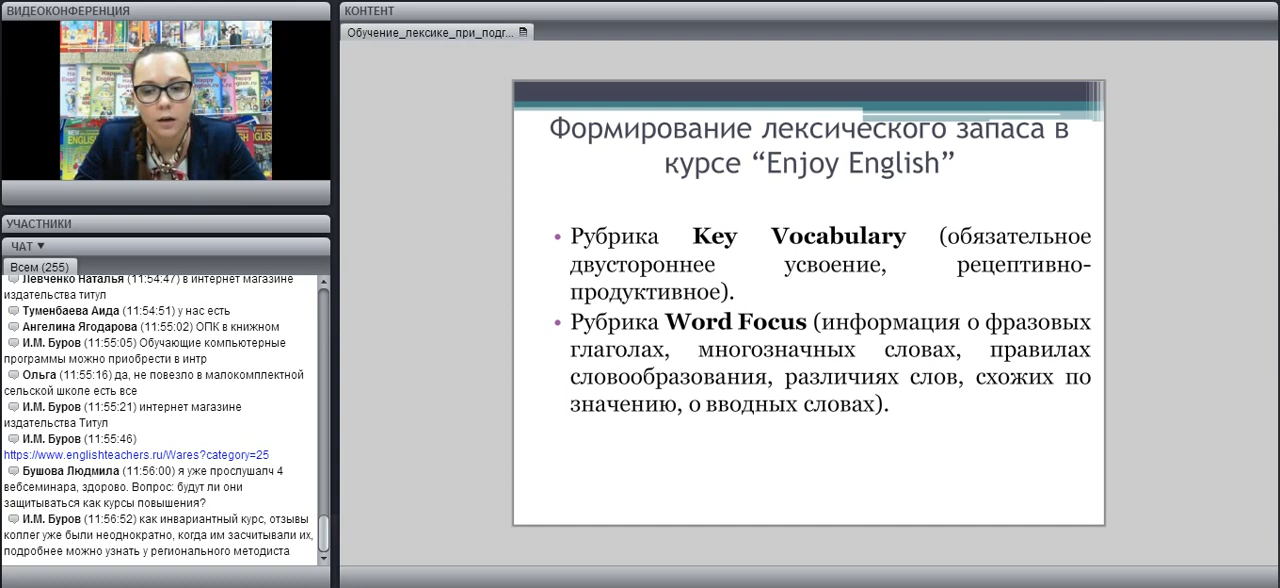 ВИДЕОКОНФЕРЕНЦИЯ
УЧАСТНИКИ
ЧАТ ▼
Всем (255)
Левченко Наталья (11:54:47) в интернет магазине
издательства титул
Туменбаева Аида (11:54:51) у нас есть
Ангелина Ягодарова (11:55:02) ОПК в книжном
И.М. Буров (11:55:05) Обучающие компьютерные
программы можно приобрести в интр
Ольга (11:55:16) да, не повезло в малокомплектной
сельской школе есть все
И.М. Буров (11:55:21) интернет магазине
издательства Титул
И.М. Буров (11:55:46)
https://www.englishteachers.ru/Wares?category=25
Бушова Людмила (11:56:00) я уже прослушалч 4
вебсеминара, здорово. Вопрос: будут ли они
защитываться как курсы повышения?
И.М. Буров (11:56:52) как инвариантный курс, отзывы
коллег уже были неоднократно, когда им засчитывали их,
подробнее можно узнать у регионального методиста
КОНТЕНТ
Обучение_лексике_при_подг...
Формирование лексического запаса в
курсе “Enjoy English”
• Рубрика Key Vocabulary (обязательное
двустороннее усвоение, рецептивно-
продуктивное).
• Рубрика Word Focus (информация о фразовых
глаголах, многозначных словах, правилах
словообразования, различиях слов, схожих по
значению, о вводных словах).